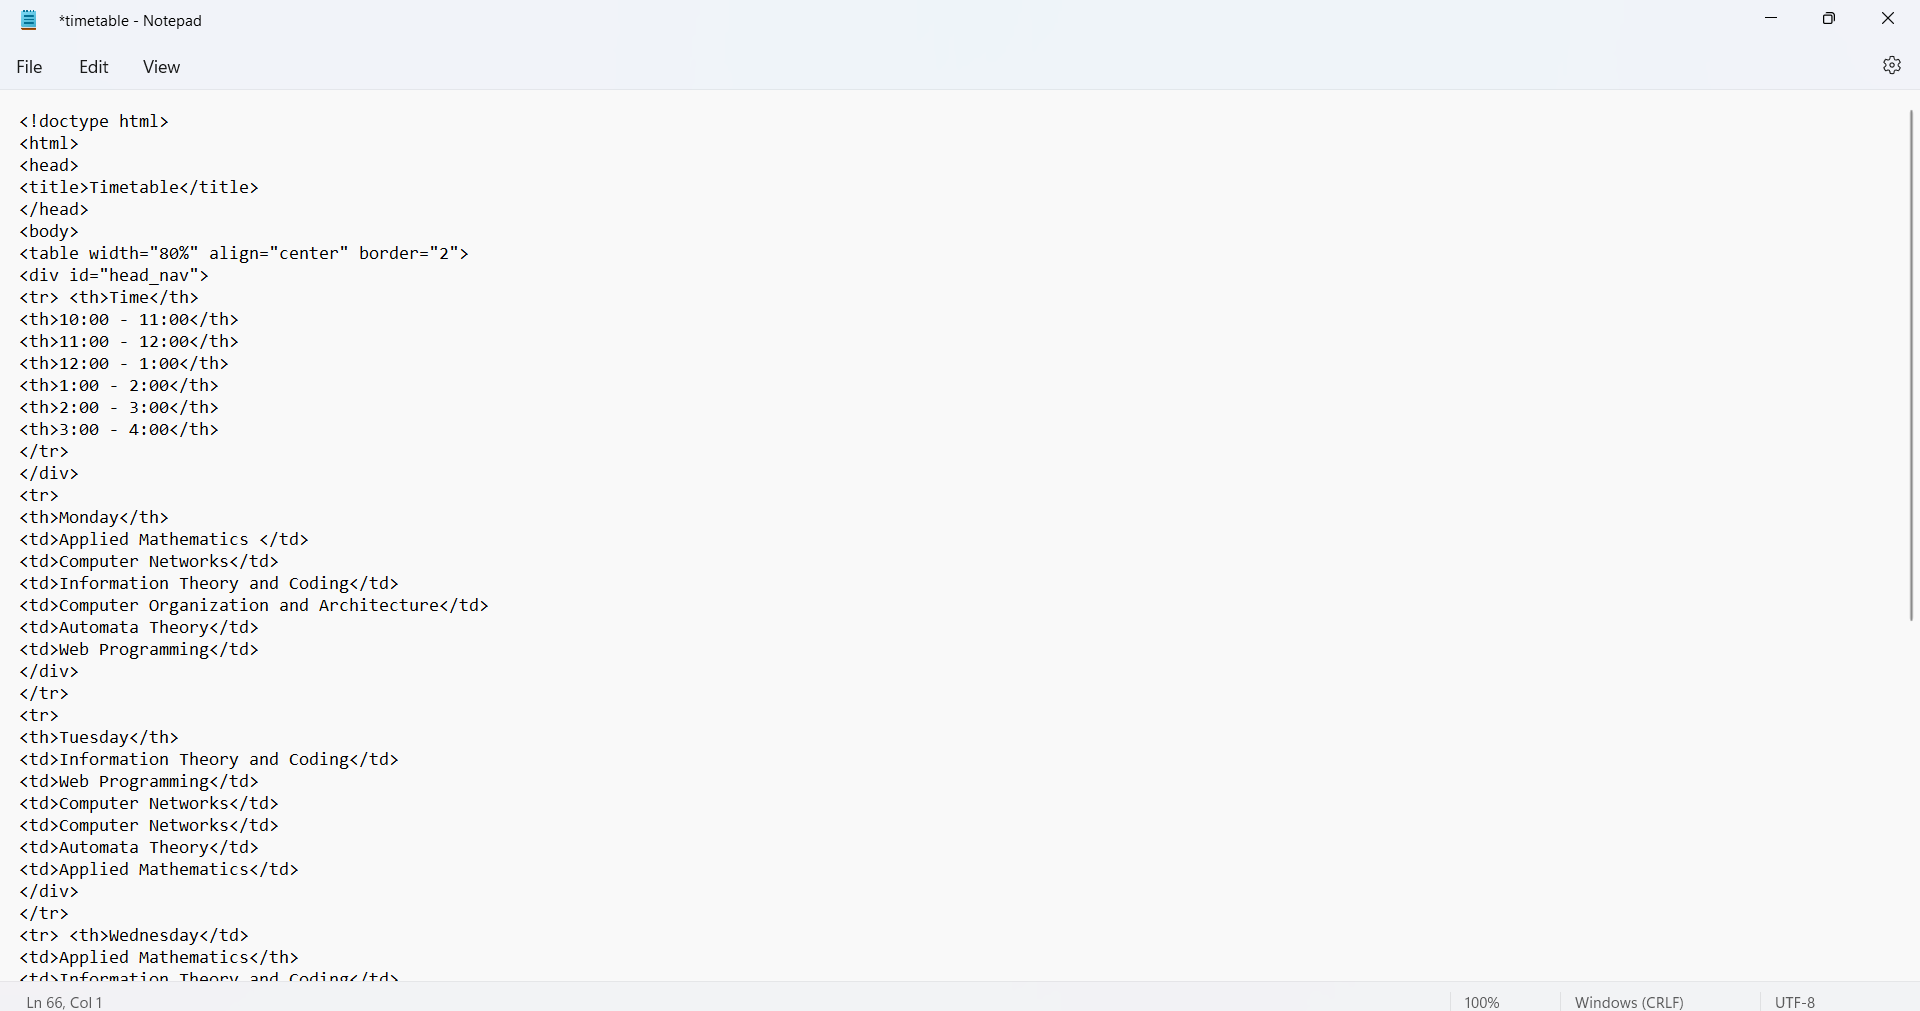 *timetable - Notepad
File Edit View
<!doctype html>
<html>
<head>
<title>Timetable</title>
</head>
<body>
<table width="80%" align="center" border="2">
<div id="head_nav">
<tr> <th>Time</th>
<th>10:00 - 11:00</th>
<th>11:00 - 12:00</th>
<th>12:00 - 1:00</th>
<th>1:00 - 2:00</th>
<th>2:00 - 3:00</th>
<th>3:00 - 4:00</th>
</tr>
</div>
<tr>
<th>Monday</th>
<td>Applied Mathematics </td>
<td>Computer Networks</td>
<td>Information Theory and Coding</td>
<td>Computer Organization and Architecture</td>
<td>Automata Theory</td>
<td>Web Programming</td>
</div>
</tr>
<tr>
<th>Tuesday</th>
<td>Information Theory and Coding</td>
<td>Web Programming</td>
<td>Computer Networks</td>
<td>Computer Networks</td>
<td>Automata Theory</td>
<td>Applied Mathematics</td>
</div>
</tr>
<tr> <th>Wednesday</td>
<td>Applied Mathematics</th>
<td>Information Theory and Coding</td>
Ln 66, Col 1 100% Windows (CRLF) UTF-8